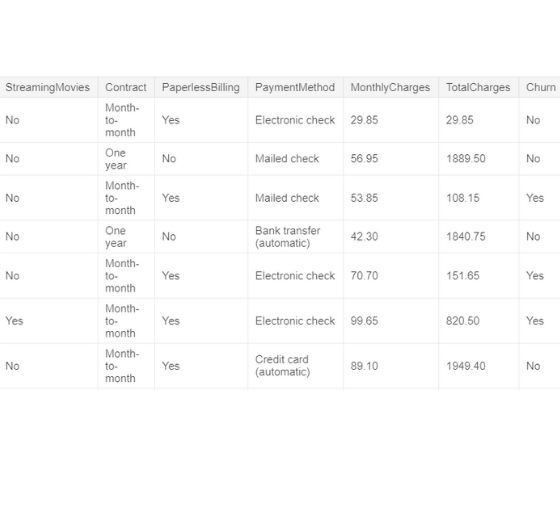 StreamingMovies Contract PaperlessBilling PaymentMethod MonthlyCharges TotalCharges Churn
No Month-to-month Yes Electronic check 29.85 29.85 No
No One year No Mailed check 56.95 1889.50 No
No Month-to-month Yes Mailed check 53.85 108.15 Yes
No One year No Bank transfer (automatic) 42.30 1840.75 No
No Month-to-month Yes Electronic check 70.70 151.65 Yes
Yes Month-to-month Yes Electronic check 99.65 820.50 Yes
No Month-to-month Yes Credit card (automatic) 89.10 1949.40 No